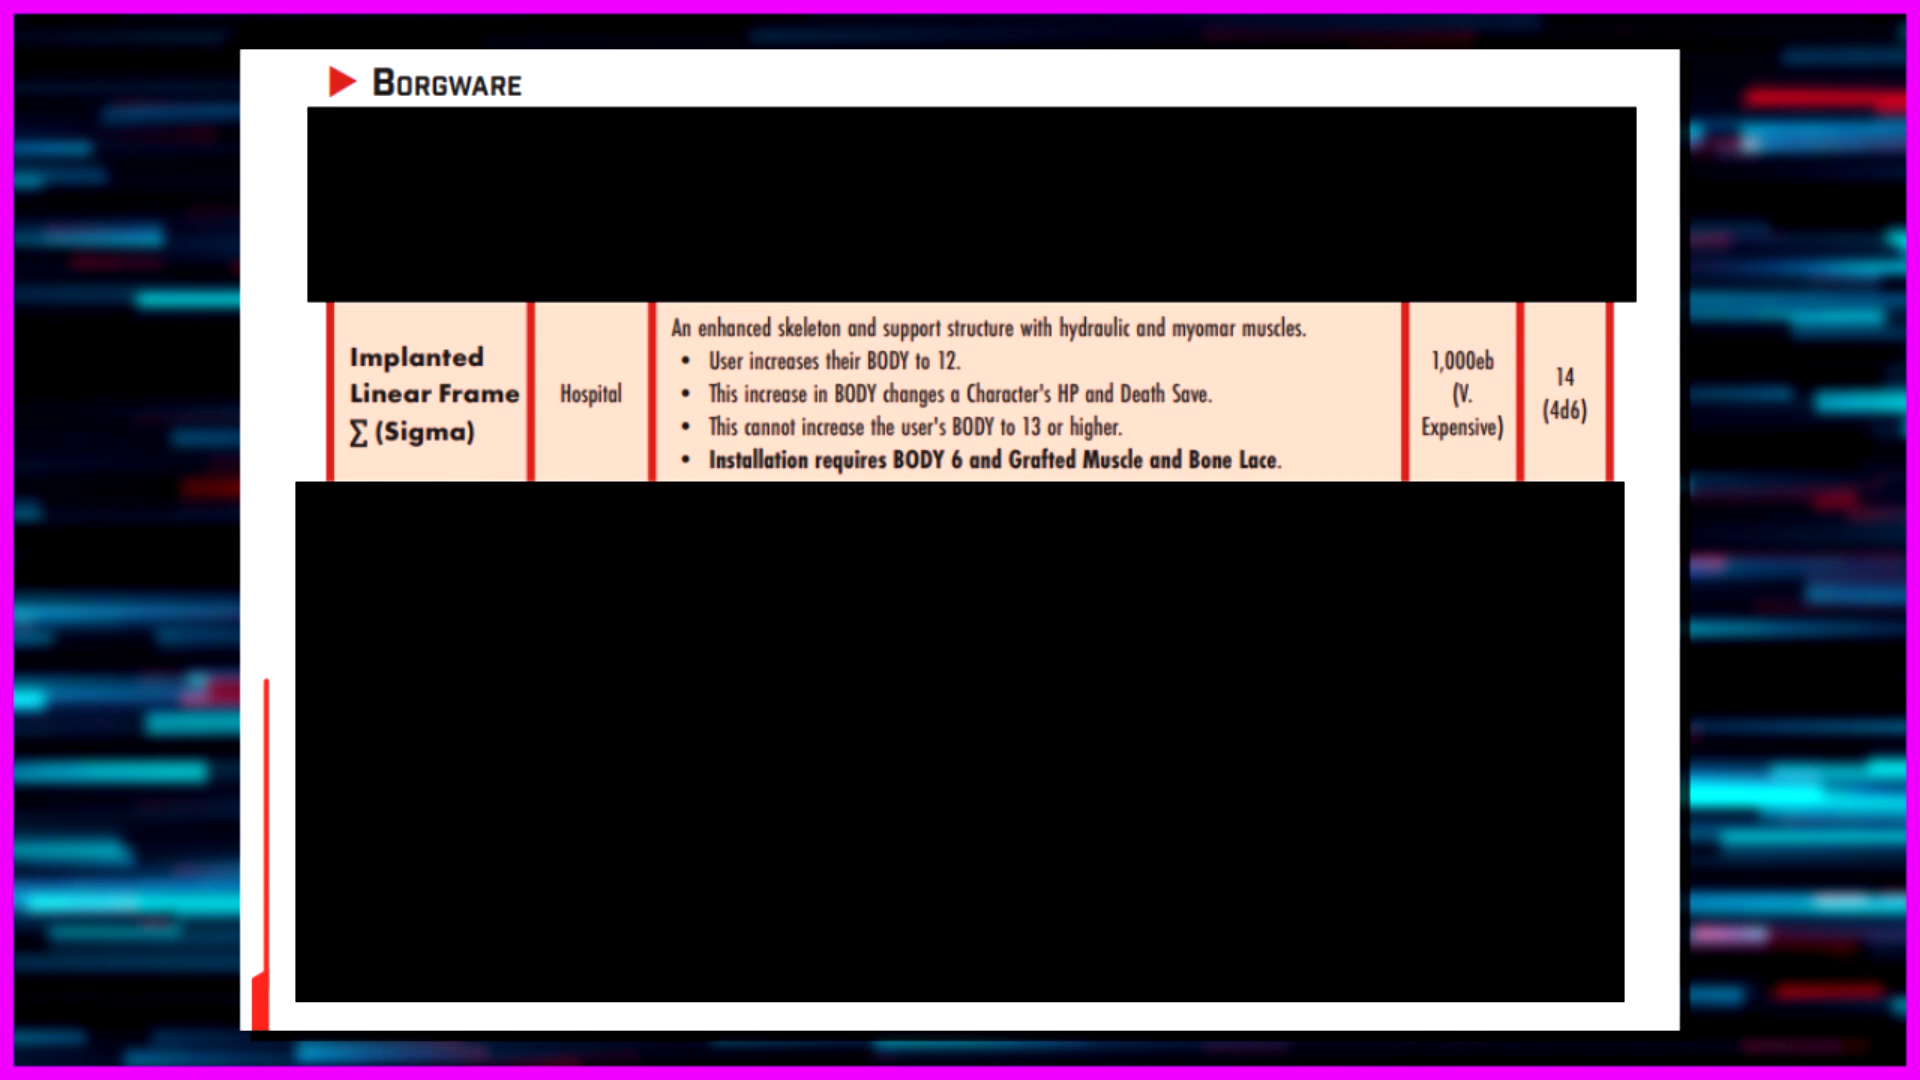 BORGWARE
Implanted
Linear Frame
∑ (Sigma)
Hospital
An enhanced skeleton and support structure with hydraulic and myomar muscles.
• User increases their BODY to 12.
• This increase in BODY changes a Character's HP and Death Save.
• This cannot increase the user's BODY to 13 or higher.
• Installation requires BODY 6 and Grafted Muscle and Bone Lace.
1,000eb
(V.
Expensive)
14
(4d6)